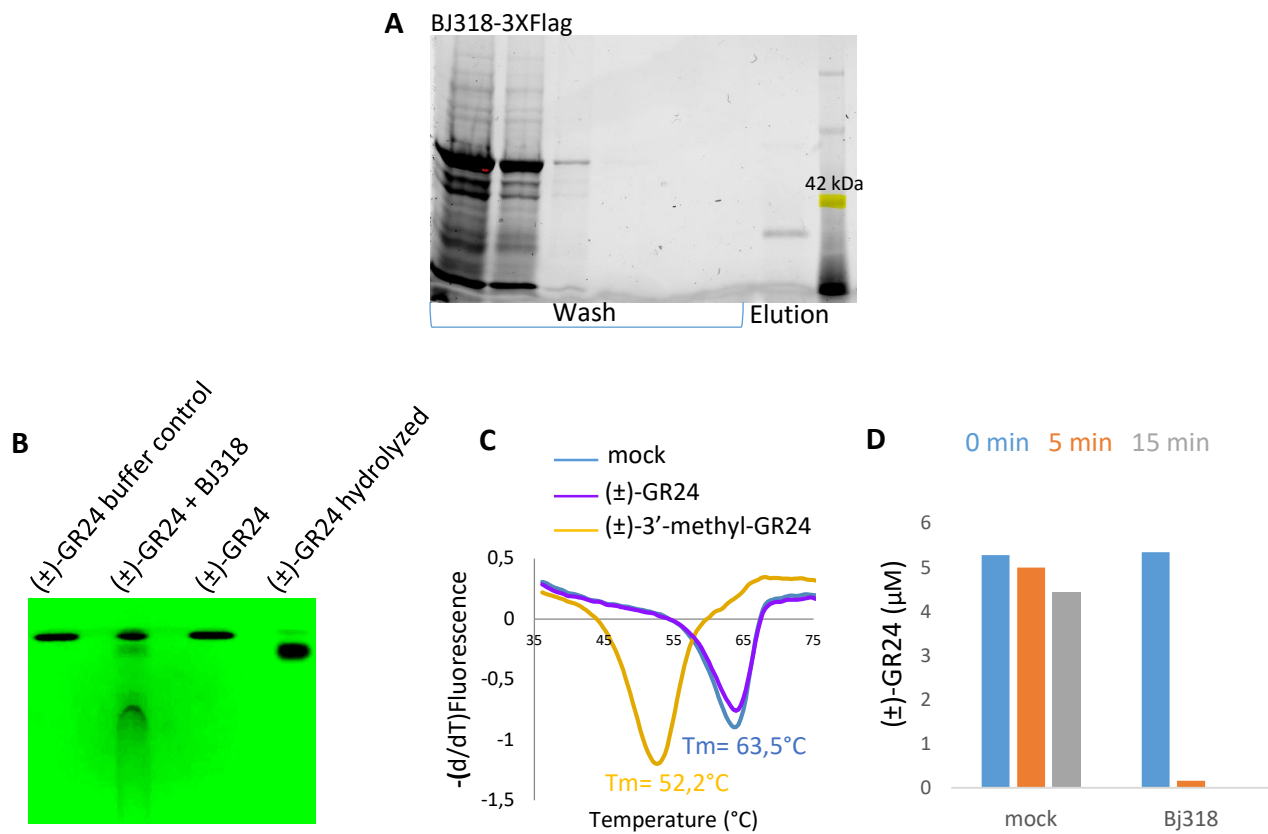 A
BJ318-3XFlag
42 kDa
Wash
Elution
B
(±)-GR24 buffer control
(±)-GR24 + BJ318
(±)-GR24
(±)-GR24 hydrolyzed
C
mock
(±)-GR24
(±)-3’-methyl-GR24
-(d/dT)Fluorescence
0,5
0
-0,5
-1
-1,5
35 45 55 65 75
Tm= 63,5°C
Tm= 52,2°C
Temperature (°C)
D
0 min 5 min 15 min
(±)-GR24 (µM)
6
5
4
3
2
1
0
mock Bj318